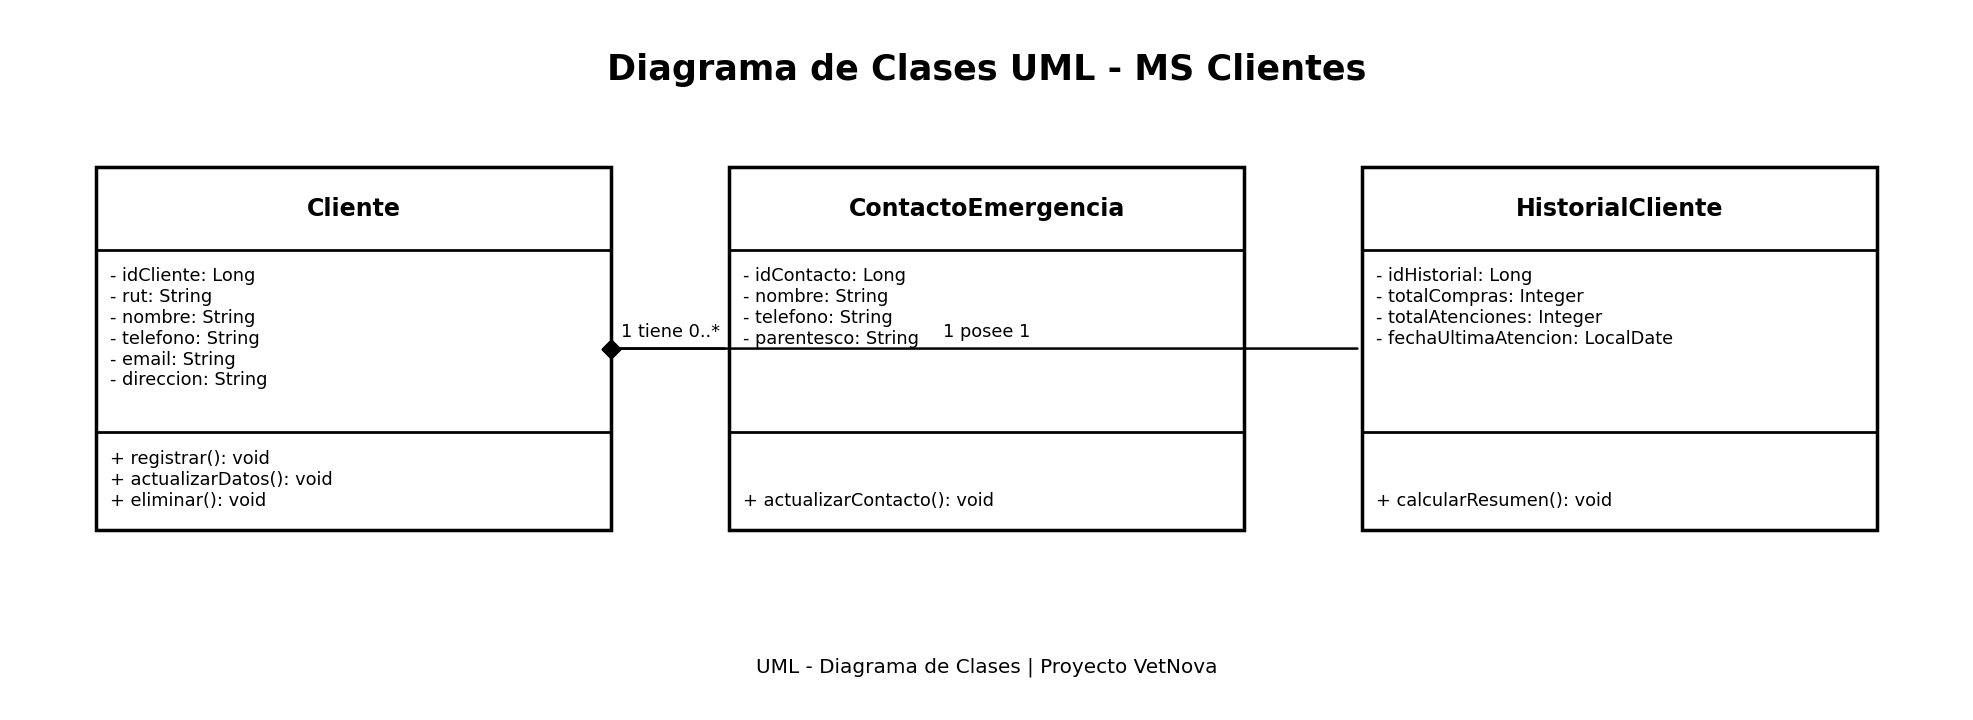 Diagrama de Clases UML - MS Clientes
Cliente
- idCliente: Long
- rut: String
- nombre: String
- telefono: String
- email: String
- direccion: String
+ registrar(): void
+ actualizarDatos(): void
+ eliminar(): void
1 tiene 0..*
ContactoEmergencia
- idContacto: Long
- nombre: String
- telefono: String
- parentesco: String
+ actualizarContacto(): void
1 posee 1
HistorialCliente
- idHistorial: Long
- totalCompras: Integer
- totalAtenciones: Integer
- fechaUltimaAtencion: LocalDate
+ calcularResumen(): void
UML - Diagrama de Clases | Proyecto VetNova